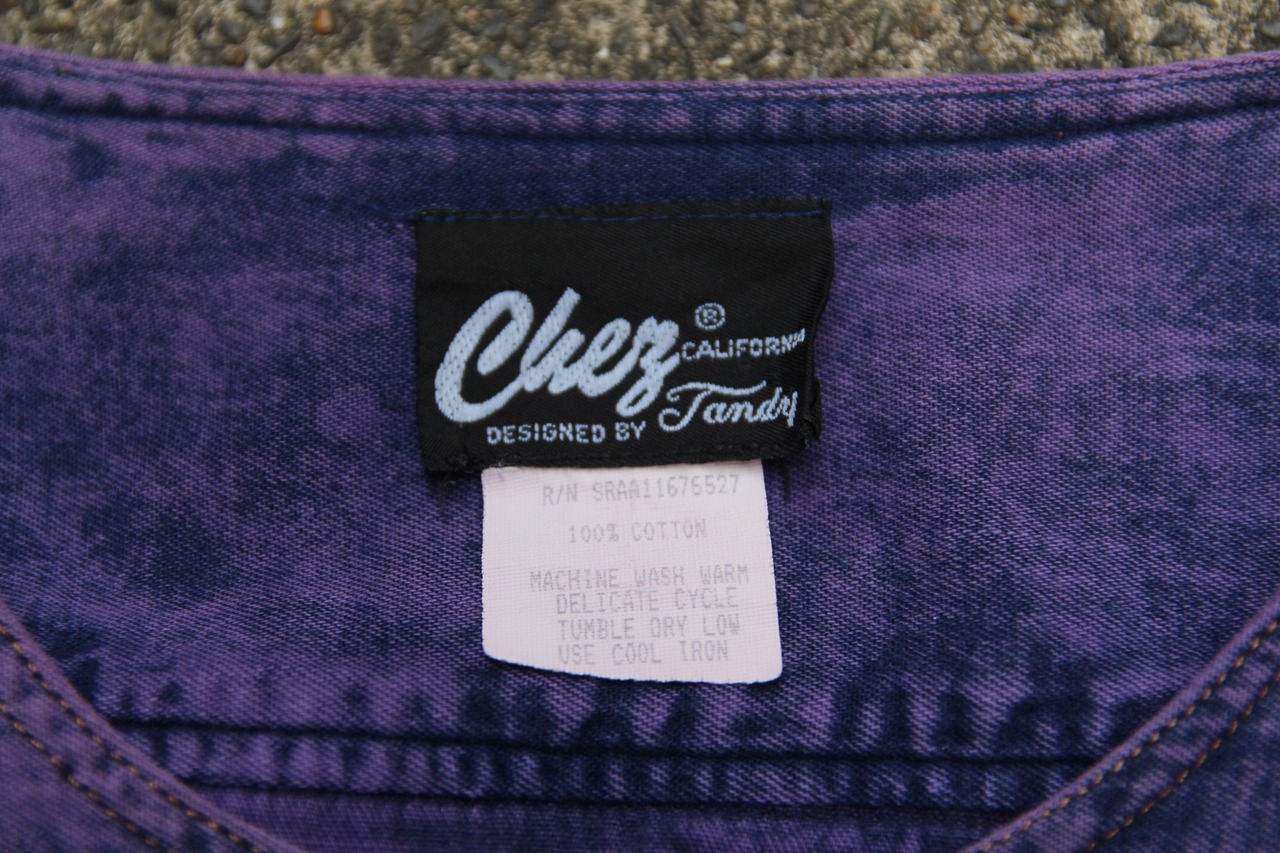 Chez ®
CALIFORNIA
DESIGNED BY Tandy
R/N SRAA11676527
100% COTTON
MACHINE WASH WARM
DELICATE CYCLE
TUMBLE DRY LOW
USE COOL IRON